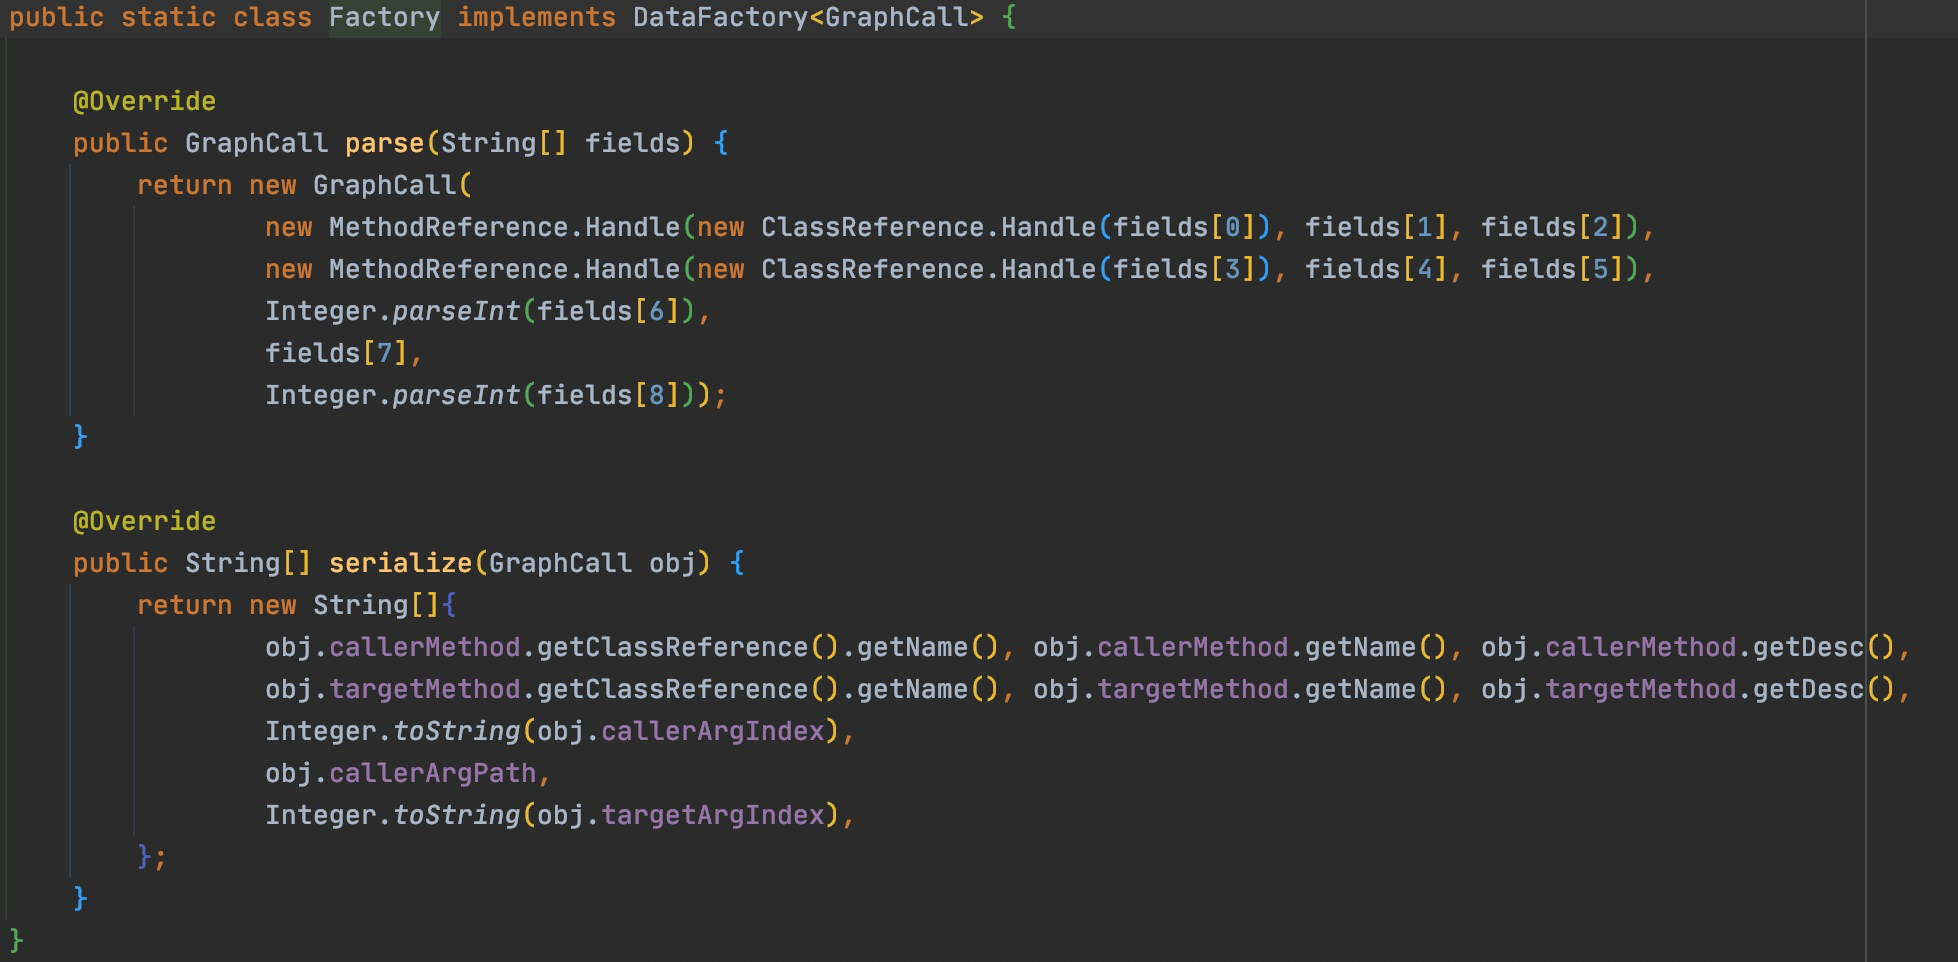 public static class Factory implements DataFactory<GraphCall> {
@Override
public GraphCall parse(String[] fields) {
return new GraphCall(
new MethodReference.Handle(new ClassReference.Handle(fields[0]), fields[1], fields[2]),
new MethodReference.Handle(new ClassReference.Handle(fields[3]), fields[4], fields[5]),
Integer.parseInt(fields[6]),
fields[7],
Integer.parseInt(fields[8]));
}
@Override
public String[] serialize(GraphCall obj) {
return new String[]{
obj.callerMethod.getClassReference().getName(), obj.callerMethod.getName(), obj.callerMethod.getDesc(),
obj.targetMethod.getClassReference().getName(), obj.targetMethod.getName(), obj.targetMethod.getDesc(),
Integer.toString(obj.callerArgIndex),
obj.callerArgPath,
Integer.toString(obj.targetArgIndex),
};
}
}